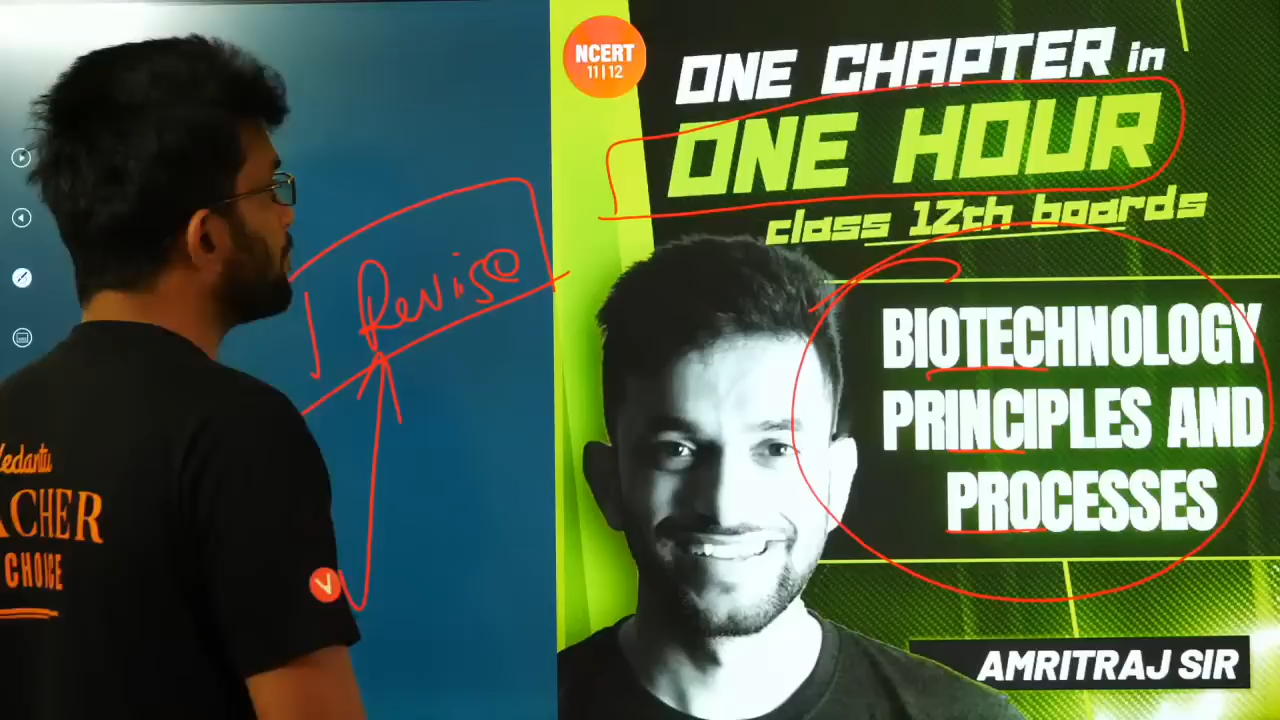 NCERT
11|12
ONE CHAPTER in
ONE HOUR
class 12th boards
Revise
BIOTECHNOLOGY
PRINCIPLES AND
PROCESSES
Vedantu
ACHER
CHOICE
V
AMRITRAJ SIR